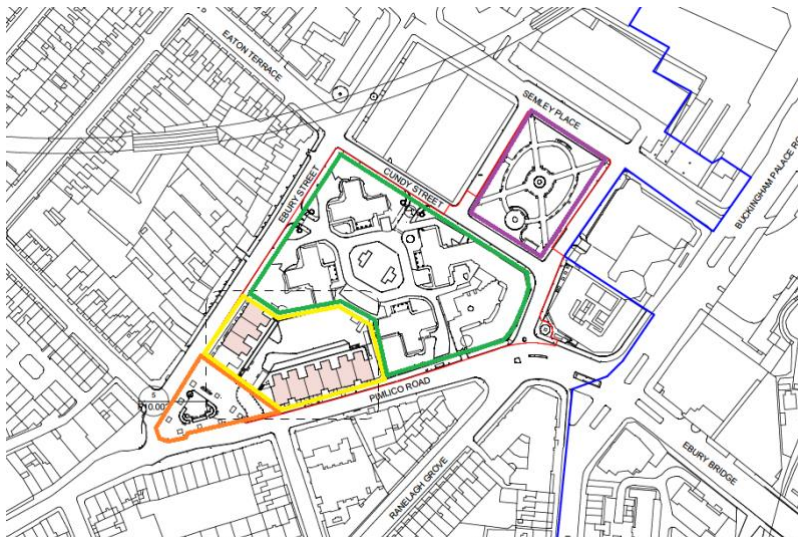 EATON TERRACE
SEMLEY PLACE
CUNDY STREET
EBURY STREET
BUCKINGHAM PALACE RO
PIMLICO ROAD
EBURY BRIDGE
RANELAGH GROVE